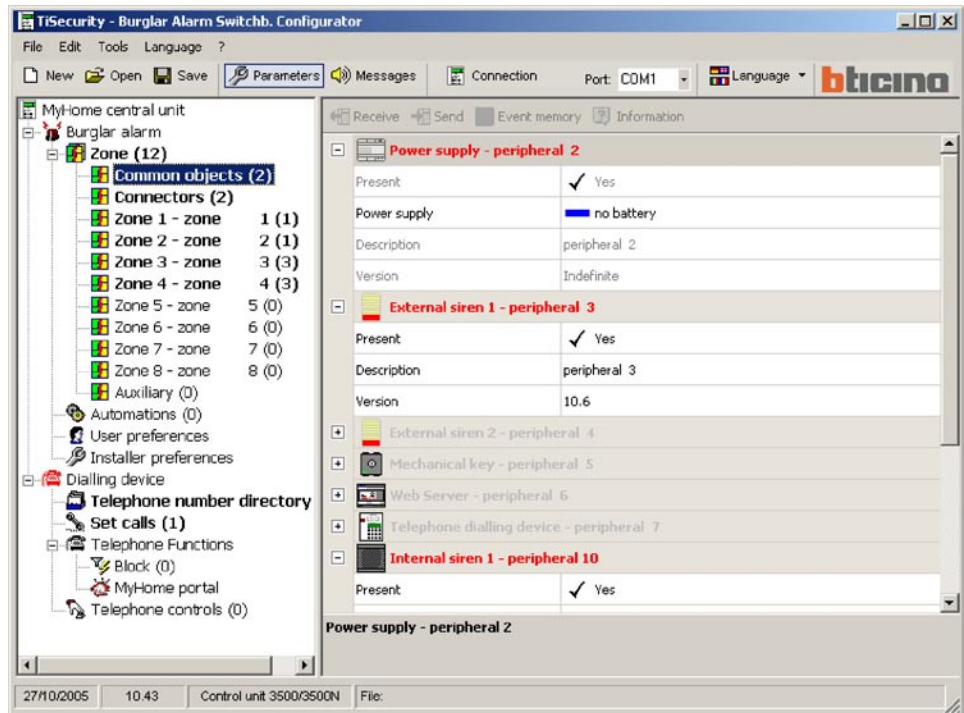 TiSecurity - Burglar Alarm Switchb. Configurator
File Edit Tools Language ?
New Open Save Parameters Messages Connection Port: COM1 Language bticino
MyHome central unit
Burglar alarm
Zone (12)
Common objects (2)
Connectors (2)
Zone 1 - zone 1 (1)
Zone 2 - zone 2 (1)
Zone 3 - zone 3 (3)
Zone 4 - zone 4 (3)
Zone 5 - zone 5 (0)
Zone 6 - zone 6 (0)
Zone 7 - zone 7 (0)
Zone 8 - zone 8 (0)
Auxiliary (0)
Automations (0)
User preferences
Installer preferences
Dialling device
Telephone number directory
Set calls (1)
Telephone Functions
Block (0)
MyHome portal
Telephone controls (0)
Receive Send Event memory Information
Power supply - peripheral 2
Present Yes
Power supply no battery
Description peripheral 2
Version Indefinite
External siren 1 - peripheral 3
Present Yes
Description peripheral 3
Version 10.6
External siren 2 - peripheral 4
Mechanical key - peripheral 5
Web Server - peripheral 6
Telephone dialling device - peripheral 7
Internal siren 1 - peripheral 10
Present Yes
Power supply - peripheral 2
27/10/2005 10.43 Control unit 3500/3500N File: